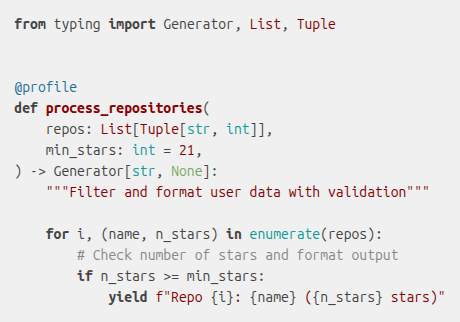 from typing import Generator, List, Tuple
@profile
def process_repositories(
    repos: List[Tuple[str, int]],
    min_stars: int = 21,
) -> Generator[str, None]:
    """Filter and format user data with validation"""
    for i, (name, n_stars) in enumerate(repos):
        # Check number of stars and format output
        if n_stars >= min_stars:
            yield f"Repo {i}: {name} ({n_stars} stars)"